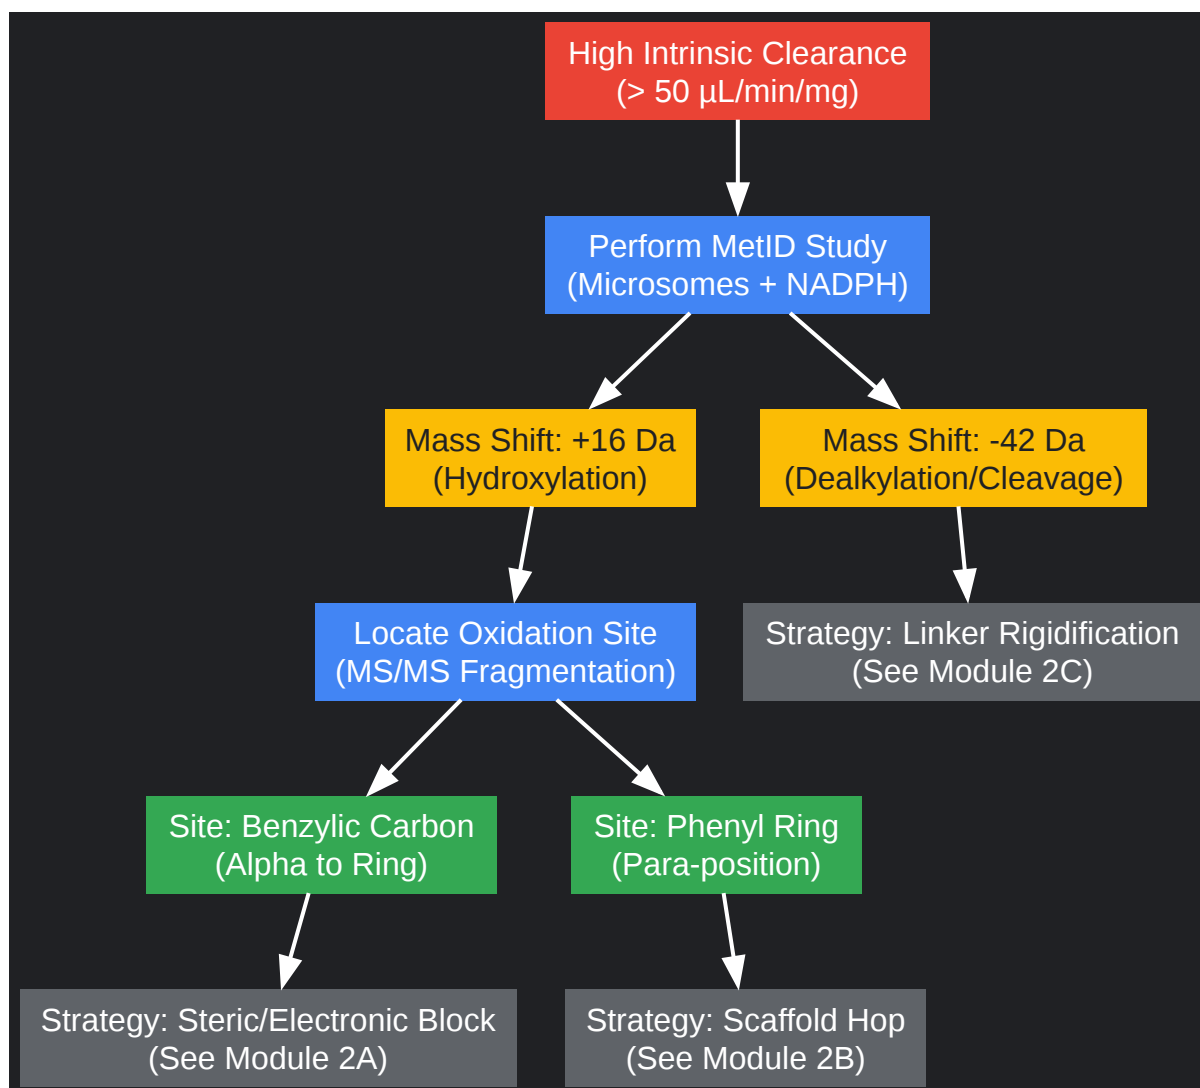 High Intrinsic Clearance
(> 50 µL/min/mg)
Perform MetID Study
(Microsomes + NADPH)
Mass Shift: +16 Da
(Hydroxylation)
Mass Shift: -42 Da
(Dealkylation/Cleavage)
Locate Oxidation Site
(MS/MS Fragmentation)
Strategy: Linker Rigidification
(See Module 2C)
Site: Benzylic Carbon
(Alpha to Ring)
Site: Phenyl Ring
(Para-position)
Strategy: Steric/Electronic Block
(See Module 2A)
Strategy: Scaffold Hop
(See Module 2B)